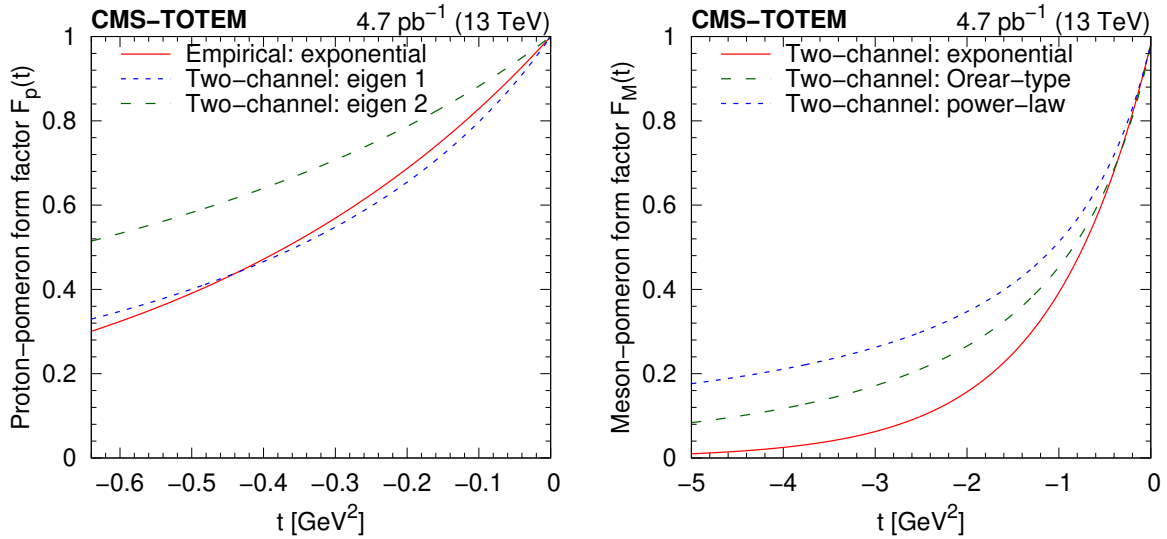 CMS−TOTEM 4.7 pb⁻¹ (13 TeV)
Empirical: exponential
Two−channel: eigen 1
Two−channel: eigen 2
Proton−pomeron form factor F_p(t)
1
0.8
0.6
0.4
0.2
0
−0.6 −0.5 −0.4 −0.3 −0.2 −0.1 0
t [GeV²]
CMS−TOTEM 4.7 pb⁻¹ (13 TeV)
Two−channel: exponential
Two−channel: Orear−type
Two−channel: power−law
Meson−pomeron form factor F_M(t)
1
0.8
0.6
0.4
0.2
0
−5 −4 −3 −2 −1 0
t [GeV²]